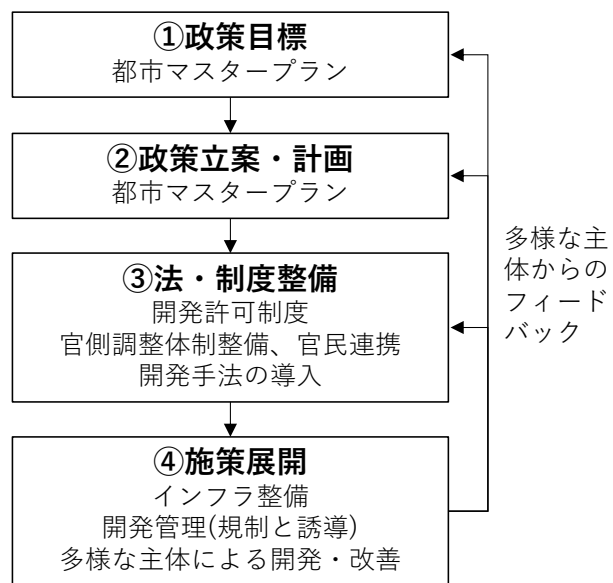 ①政策目標
都市マスタープラン
②政策立案・計画
都市マスタープラン
③法・制度整備
開発許可制度
官側調整体制整備、官民連携
開発手法の導入
④施策展開
インフラ整備
開発管理(規制と誘導)
多様な主体による開発・改善
多様な主
体からの
フィード
バック